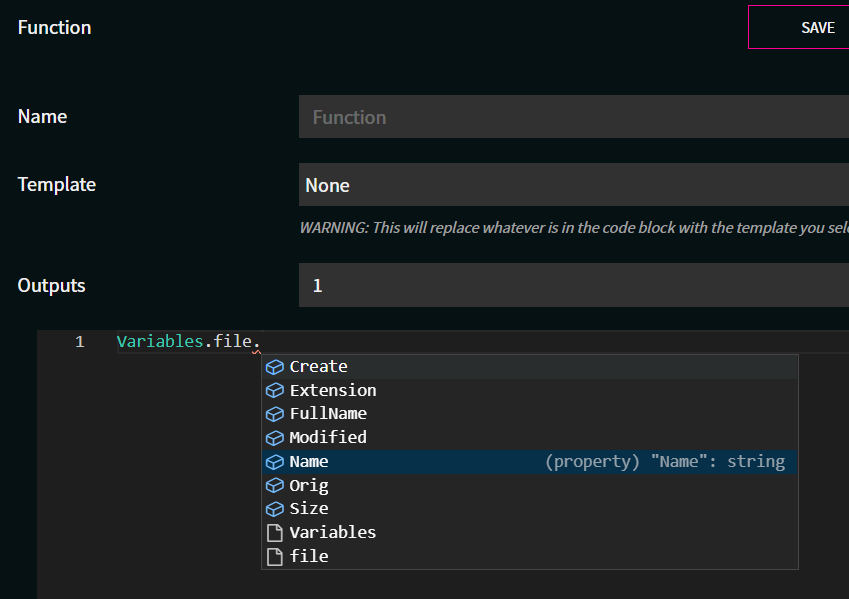 Function
SAVE
Name
Function
Template
None
WARNING: This will replace whatever is in the code block with the template you sele
Outputs
1
1 Variables.file.
Create
Extension
FullName
Modified
Name (property) "Name": string
Orig
Size
Variables
file